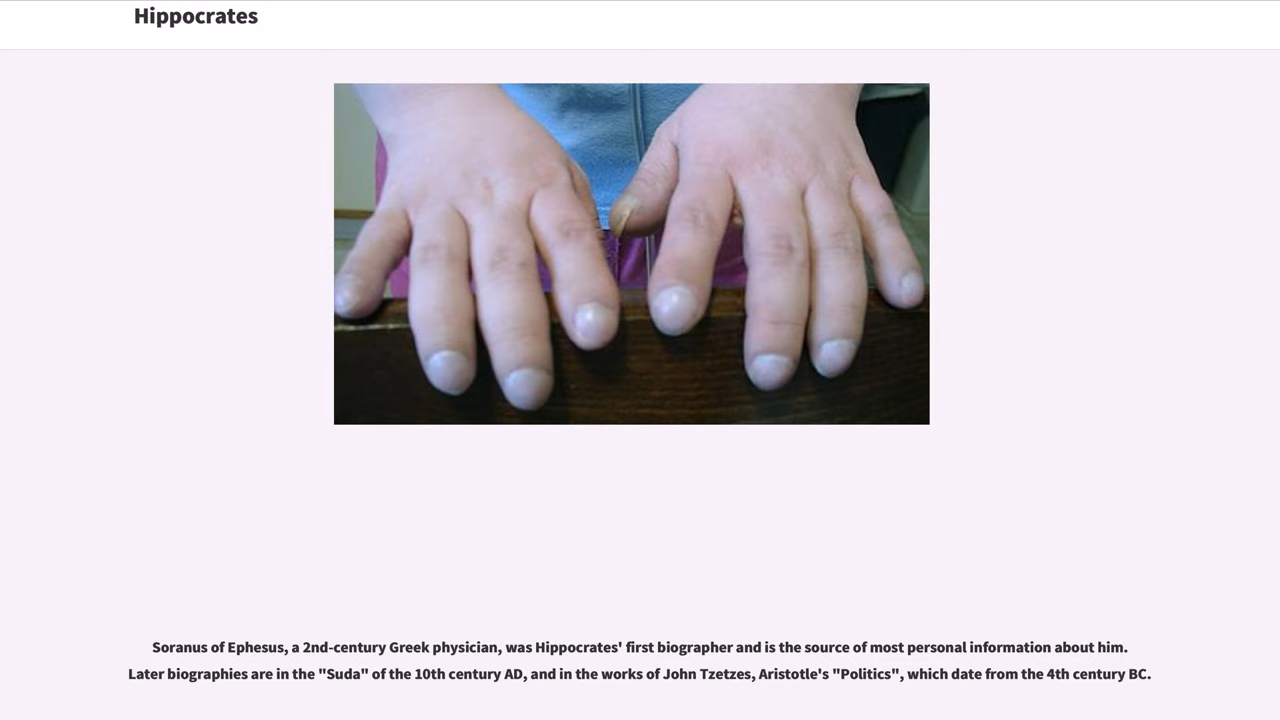 Hippocrates
Soranus of Ephesus, a 2nd-century Greek physician, was Hippocrates' first biographer and is the source of most personal information about him.
Later biographies are in the "Suda" of the 10th century AD, and in the works of John Tzetzes, Aristotle's "Politics", which date from the 4th century BC.